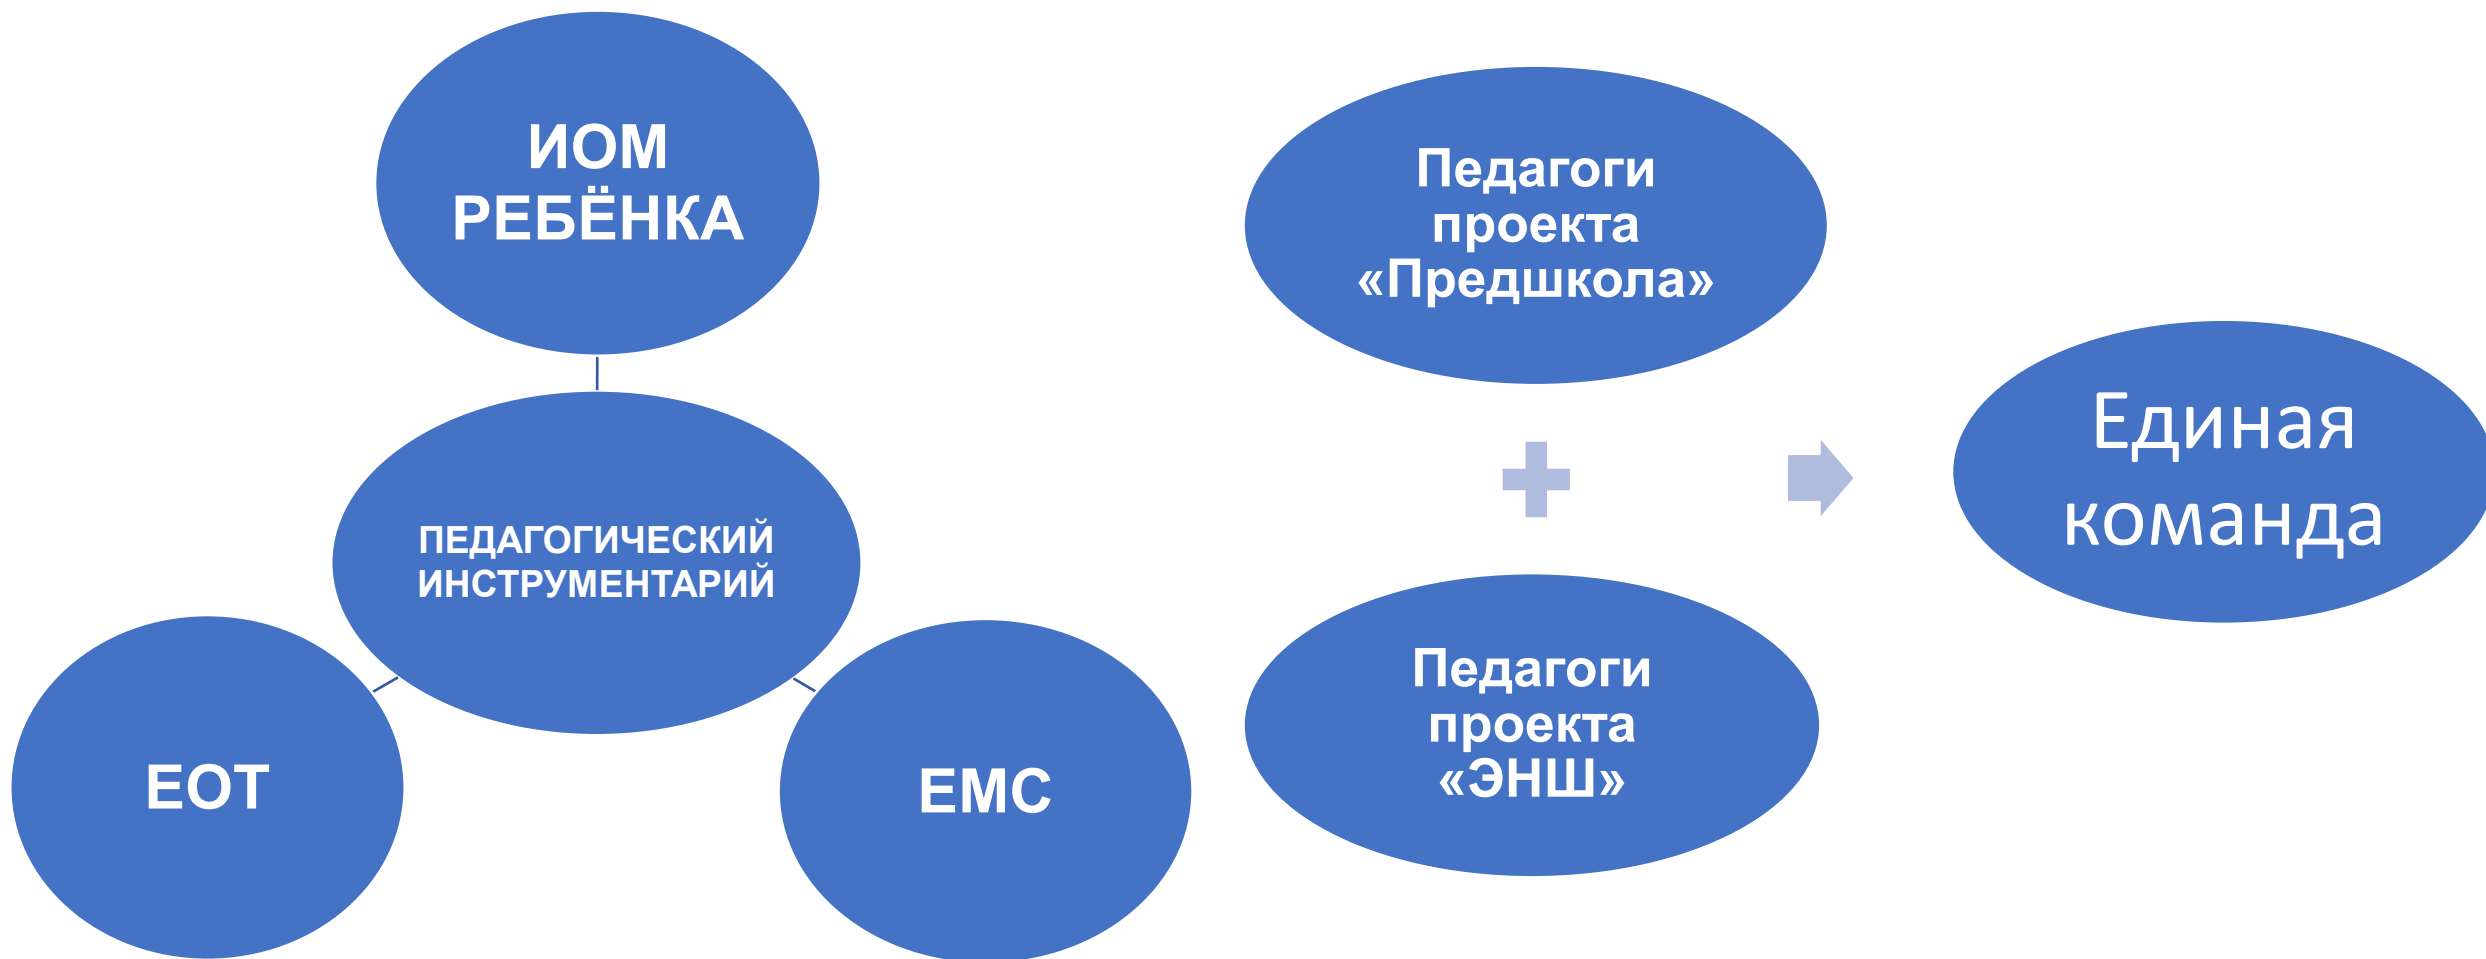 ИОМ
РЕБЁНКА
ПЕДАГОГИЧЕСКИЙ
ИНСТРУМЕНТАРИЙ
ЕОТ
ЕМС
Педагоги
проекта
«Предшкола»
Педагоги
проекта
«ЭНШ»
Единая
команда